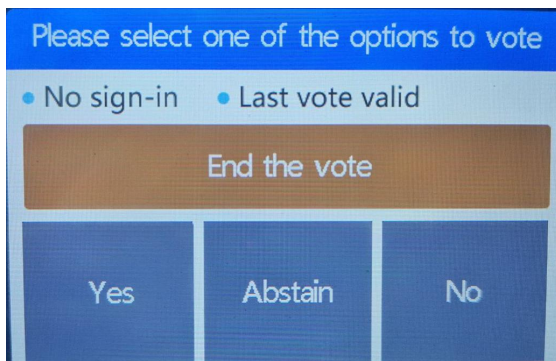 Please select one of the options to vote
No sign-in Last vote valid
End the vote
Yes Abstain No